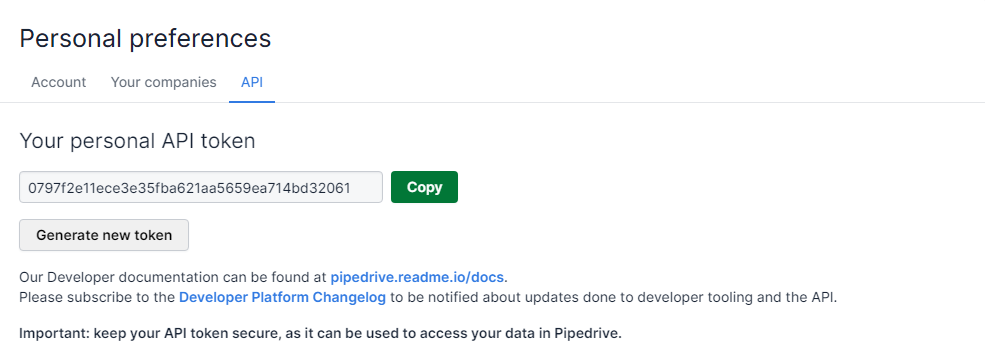 Personal preferences
Account Your companies API
Your personal API token
0797f2e11ece3e35fba621aa5659ea714bd32061 Copy
Generate new token
Our Developer documentation can be found at pipedrive.readme.io/docs.
Please subscribe to the Developer Platform Changelog to be notified about updates done to developer tooling and the API.
Important: keep your API token secure, as it can be used to access your data in Pipedrive.